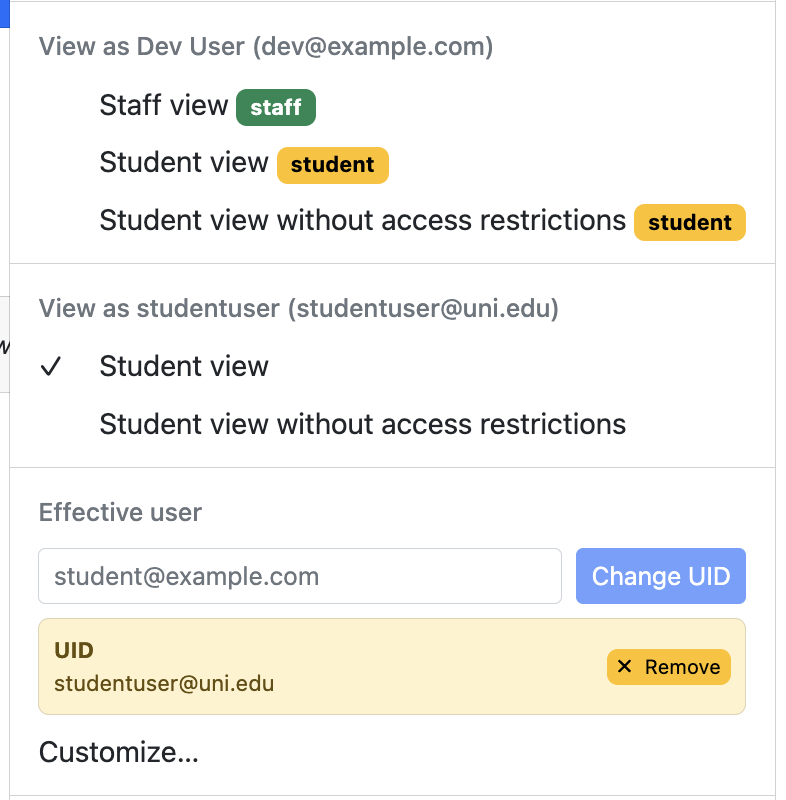 View as Dev User (dev@example.com)
Staff view staff
Student view student
Student view without access restrictions student
View as studentuser (studentuser@uni.edu)
✓ Student view
Student view without access restrictions
Effective user
student@example.com Change UID
UID
studentuser@uni.edu
× Remove
Customize...